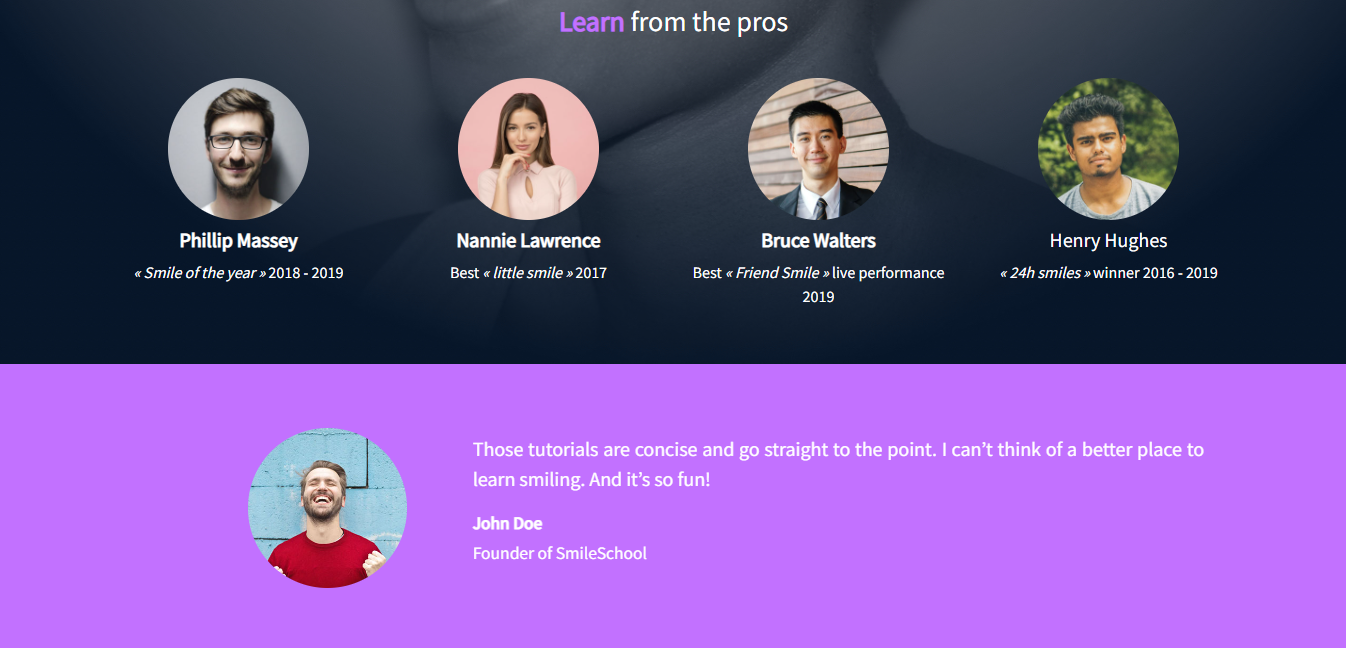 Learn from the pros
Phillip Massey
« Smile of the year » 2018 - 2019
Nannie Lawrence
Best « little smile » 2017
Bruce Walters
Best « Friend Smile » live performance
2019
Henry Hughes
« 24h smiles » winner 2016 - 2019
Those tutorials are concise and go straight to the point. I can’t think of a better place to
learn smiling. And it’s so fun!
John Doe
Founder of SmileSchool